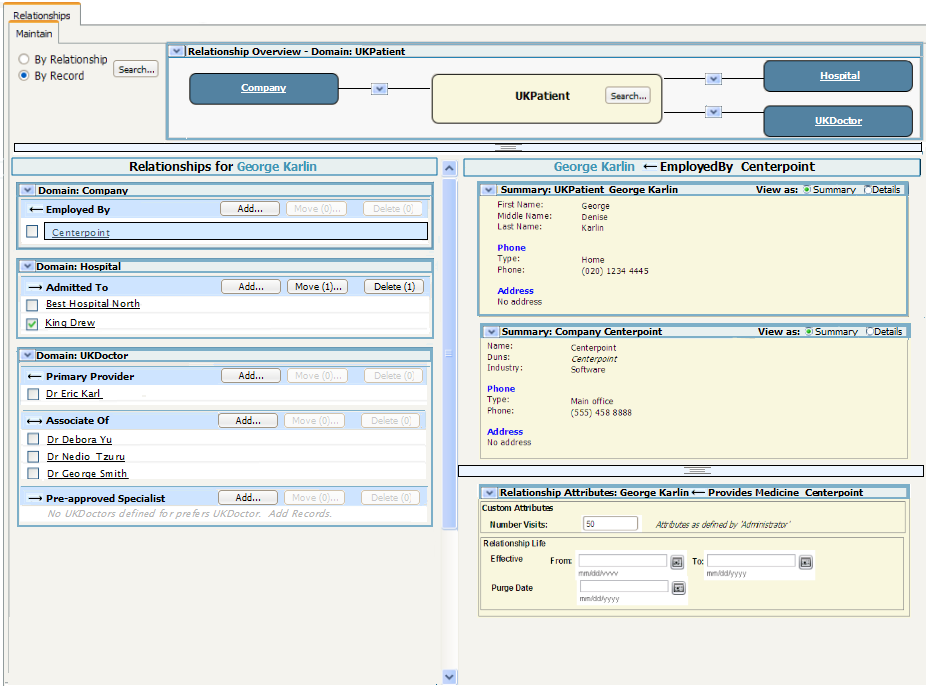 Relationships
Maintain
By Relationship
By Record
Search...
Relationship Overview - Domain: UKPatient
Company
UKPatient
Search...
Hospital
UKDoctor
Relationships for George Karlin
Domain: Company
← Employed By Add... Move (0)... Delete (0)
Centerpoint
Domain: Hospital
→ Admitted To Add... Move (1)... Delete (1)
Best Hospital North
King Drew
Domain: UKDoctor
← Primary Provider Add... Move (0)... Delete (0)
Dr Eric Karl
↔ Associate Of Add... Move (0)... Delete (0)
Dr Debora Yu
Dr Nedio Tzuru
Dr George Smith
→ Pre-approved Specialist Add... Move (0)... Delete (0)
No UKDoctors defined for prefers UKDoctor. Add Records.
George Karlin ← EmployedBy Centerpoint
Summary: UKPatient George Karlin View as: Summary Details
First Name: George
Middle Name: Denise
Last Name: Karlin
Phone
Type: Home
Phone: (020) 1234 4445
Address
No address
Summary: Company Centerpoint View as: Summary Details
Name: Centerpoint
Duns: Centerpoint
Industry: Software
Phone
Type: Main office
Phone: (555) 458 8888
Address
No address
Relationship Attributes: George Karlin ← Provides Medicine Centerpoint
Custom Attributes
Number Visits: 50 Attributes as defined by 'Administrator'
Relationship Life
Effective From: To:
mm/dd/yyyy mm/dd/yyyy
Purge Date
mm/dd/yyyy